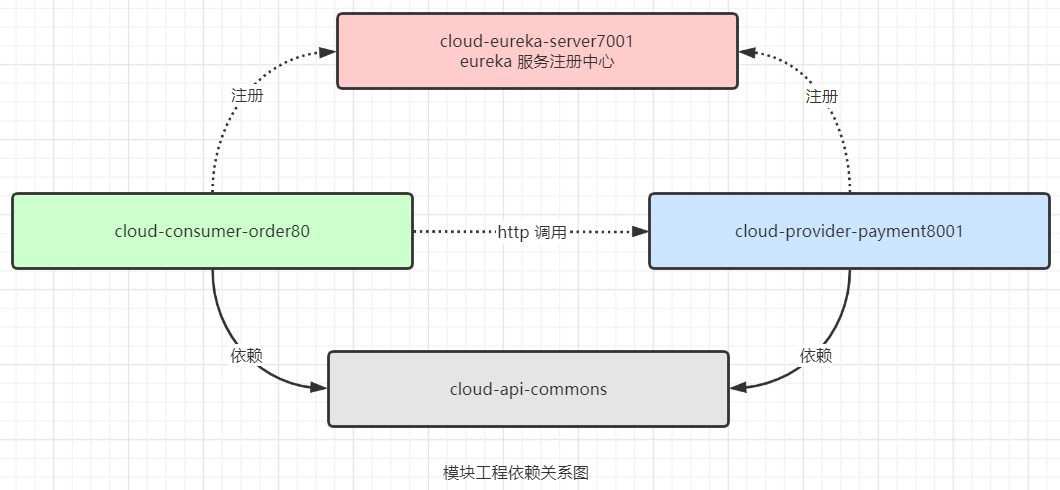 cloud-eureka-server7001
eureka 服务注册中心
注册
注册
cloud-consumer-order80
http 调用
cloud-provider-payment8001
依赖
依赖
cloud-api-commons
模块工程依赖关系图